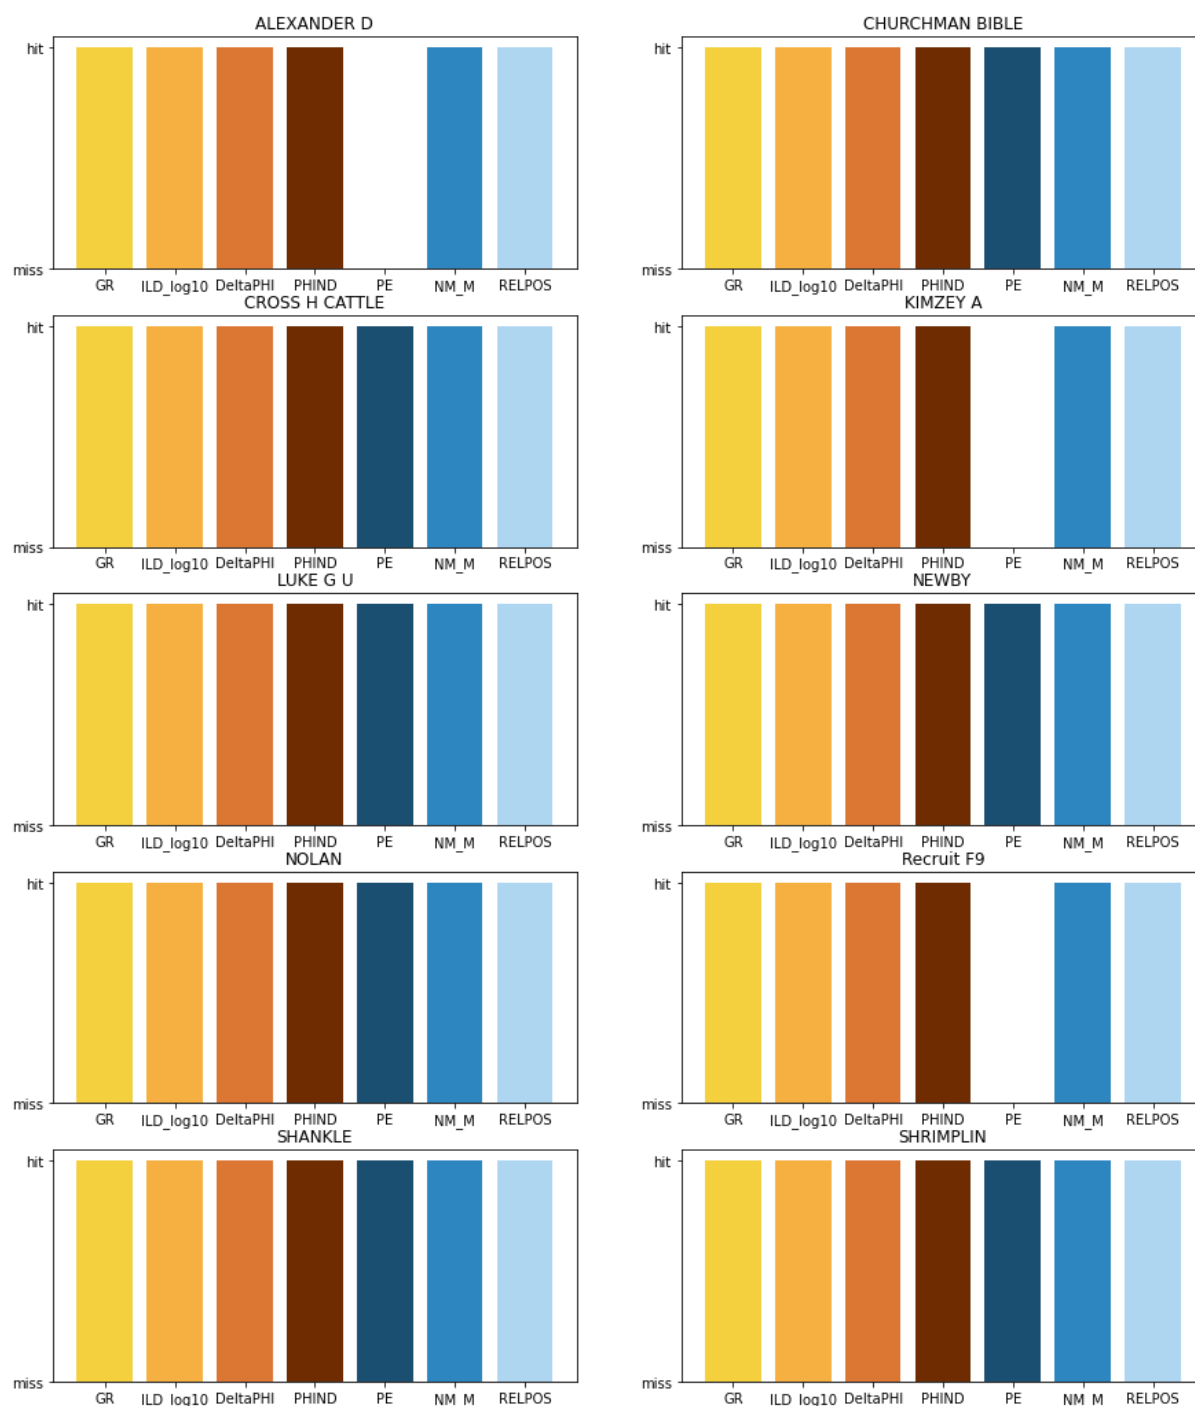 ALEXANDER D
hit
miss
GR ILD_log10 DeltaPHI PHIND PE NM_M RELPOS
CHURCHMAN BIBLE
hit
miss
GR ILD_log10 DeltaPHI PHIND PE NM_M RELPOS
CROSS H CATTLE
hit
miss
GR ILD_log10 DeltaPHI PHIND PE NM_M RELPOS
KIMZEY A
hit
miss
GR ILD_log10 DeltaPHI PHIND PE NM_M RELPOS
LUKE G U
hit
miss
GR ILD_log10 DeltaPHI PHIND PE NM_M RELPOS
NEWBY
hit
miss
GR ILD_log10 DeltaPHI PHIND PE NM_M RELPOS
NOLAN
hit
miss
GR ILD_log10 DeltaPHI PHIND PE NM_M RELPOS
Recruit F9
hit
miss
GR ILD_log10 DeltaPHI PHIND PE NM_M RELPOS
SHANKLE
hit
miss
GR ILD_log10 DeltaPHI PHIND PE NM_M RELPOS
SHRIMPLIN
hit
miss
GR ILD_log10 DeltaPHI PHIND PE NM_M RELPOS